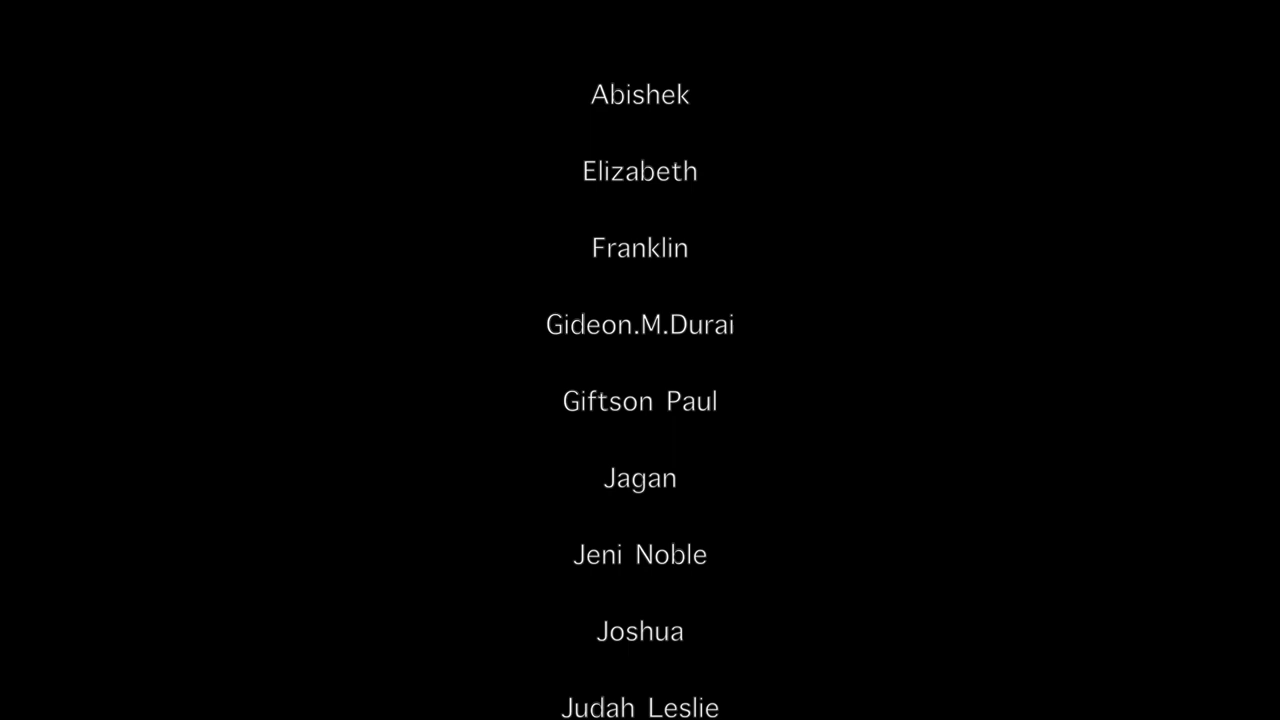 Abishek
Elizabeth
Franklin
Gideon.M.Durai
Giftson Paul
Jagan
Jeni Noble
Joshua
Judah Leslie